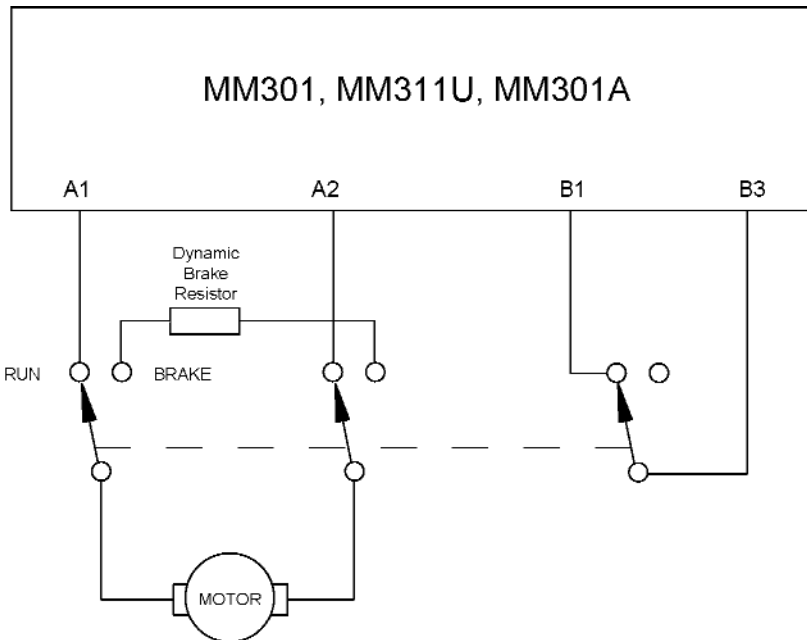 MM301, MM311U, MM301A
A1
A2
B1
B3
Dynamic
Brake
Resistor
RUN
BRAKE
MOTOR